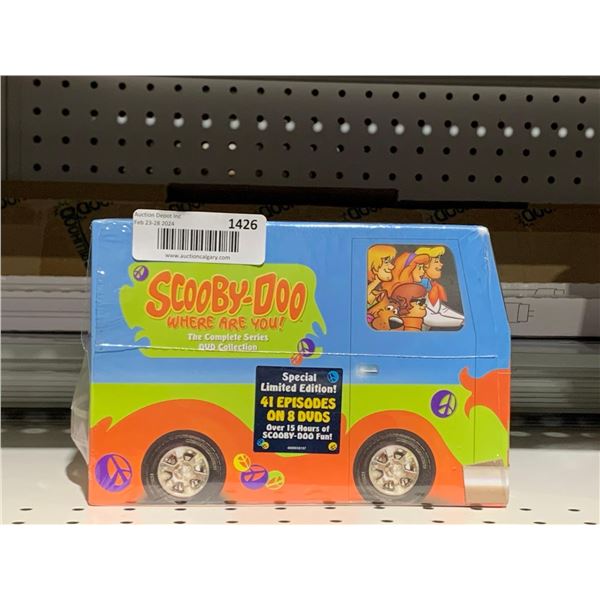 Auction Depot Inc
Feb 23-28 2024
1426
www.auctioncalgary.com
SCOOBY-DOO
WHERE ARE YOU!
The Complete Series
DVD Collection
Special
Limited Edition!
41 EPISODES
ON 8 DVDS
Over 15 Hours of
SCOOBY-DOO Fun!